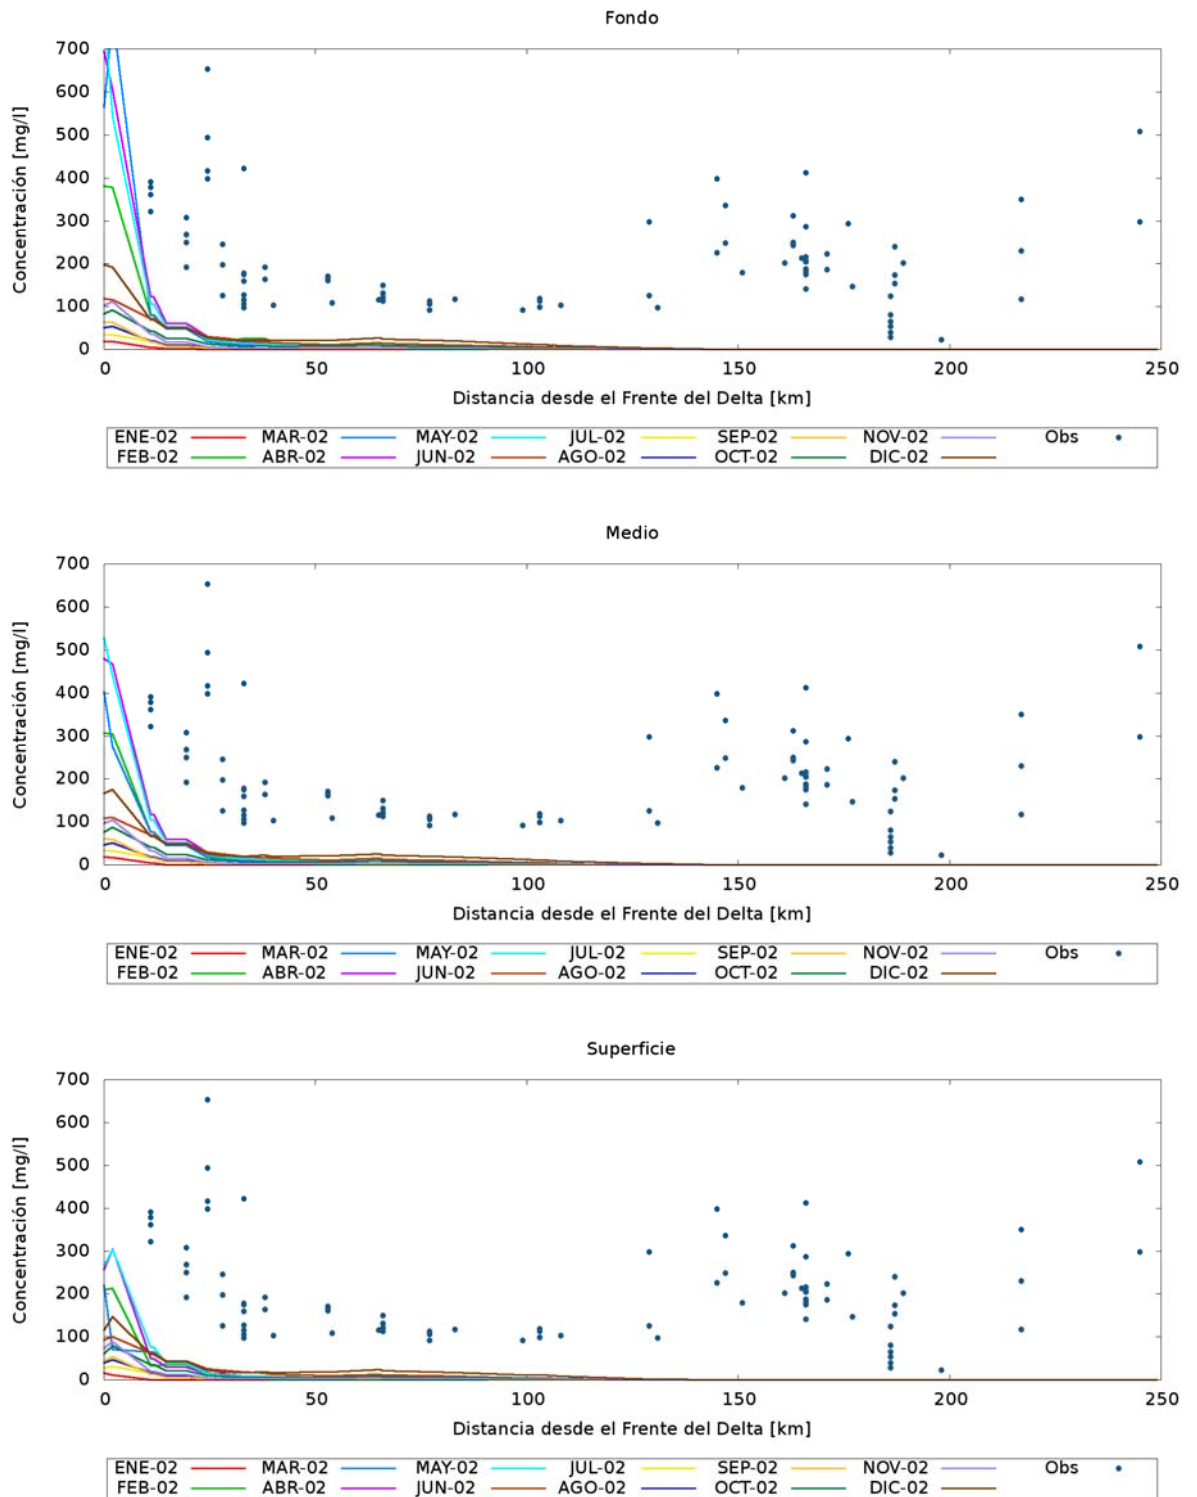 Fondo
700
600
500
400
300
200
100
0
Concentración [mg/l]
0 50 100 150 200 250
Distancia desde el Frente del Delta [km]
ENE-02 MAR-02 MAY-02 JUL-02 SEP-02 NOV-02 Obs
FEB-02 ABR-02 JUN-02 AGO-02 OCT-02 DIC-02
Medio
700
600
500
400
300
200
100
0
Concentración [mg/l]
0 50 100 150 200 250
Distancia desde el Frente del Delta [km]
ENE-02 MAR-02 MAY-02 JUL-02 SEP-02 NOV-02 Obs
FEB-02 ABR-02 JUN-02 AGO-02 OCT-02 DIC-02
Superficie
700
600
500
400
300
200
100
0
Concentración [mg/l]
0 50 100 150 200 250
Distancia desde el Frente del Delta [km]
ENE-02 MAR-02 MAY-02 JUL-02 SEP-02 NOV-02 Obs
FEB-02 ABR-02 JUN-02 AGO-02 OCT-02 DIC-02